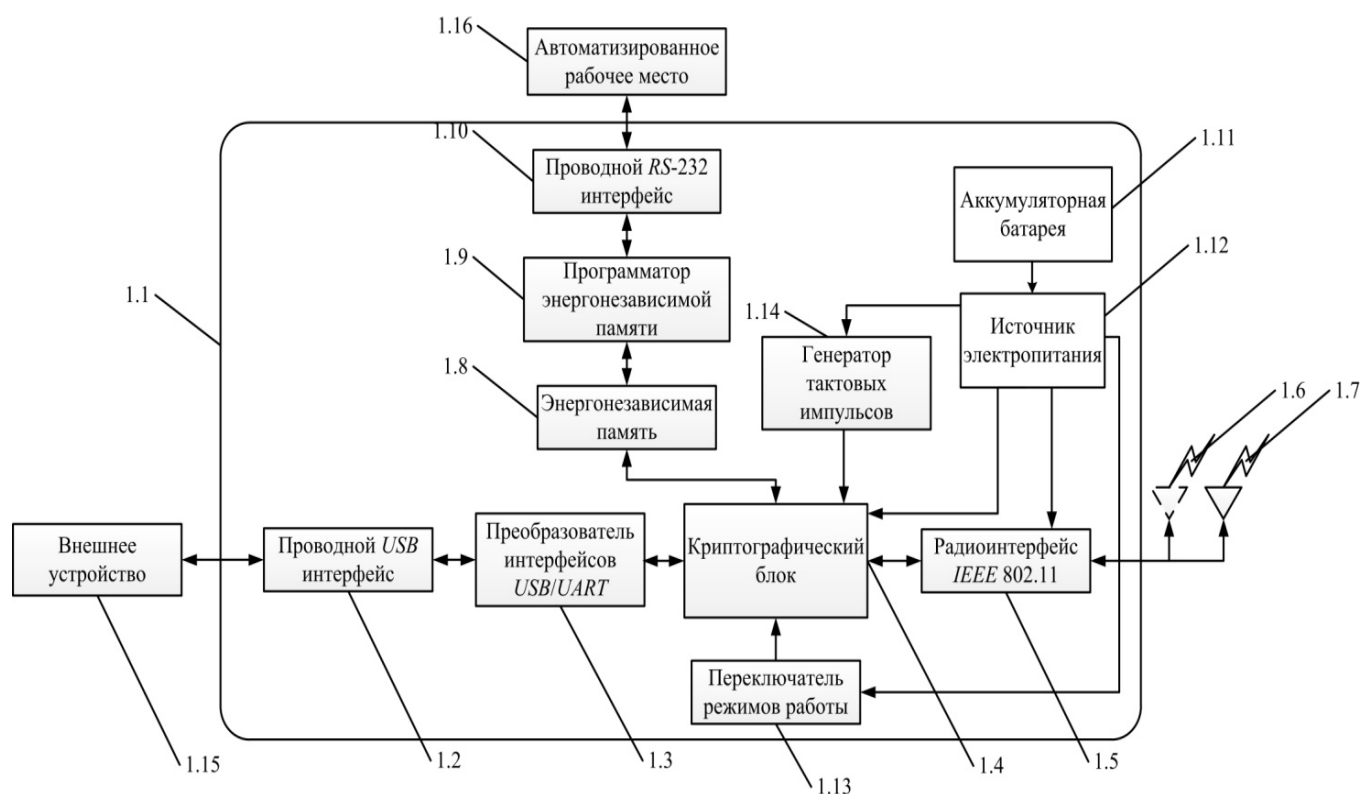 1.16
Автоматизированное
рабочее место
1.10
Проводной RS-232
интерфейс
1.11
Аккумуляторная
батарея
1.9
Программатор
энергонезависимой
памяти
1.12
Источник
электропитания
1.1
1.14
Генератор
тактовых
импульсов
1.8
Энергонезависимая
память
1.6
1.7
Внешнее
устройство
Проводной USB
интерфейс
Преобразователь
интерфейсов
USB/UART
Криптографический
блок
Радиоинтерфейс
IEEE 802.11
Переключатель
режимов работы
1.15
1.2
1.3
1.13
1.4
1.5